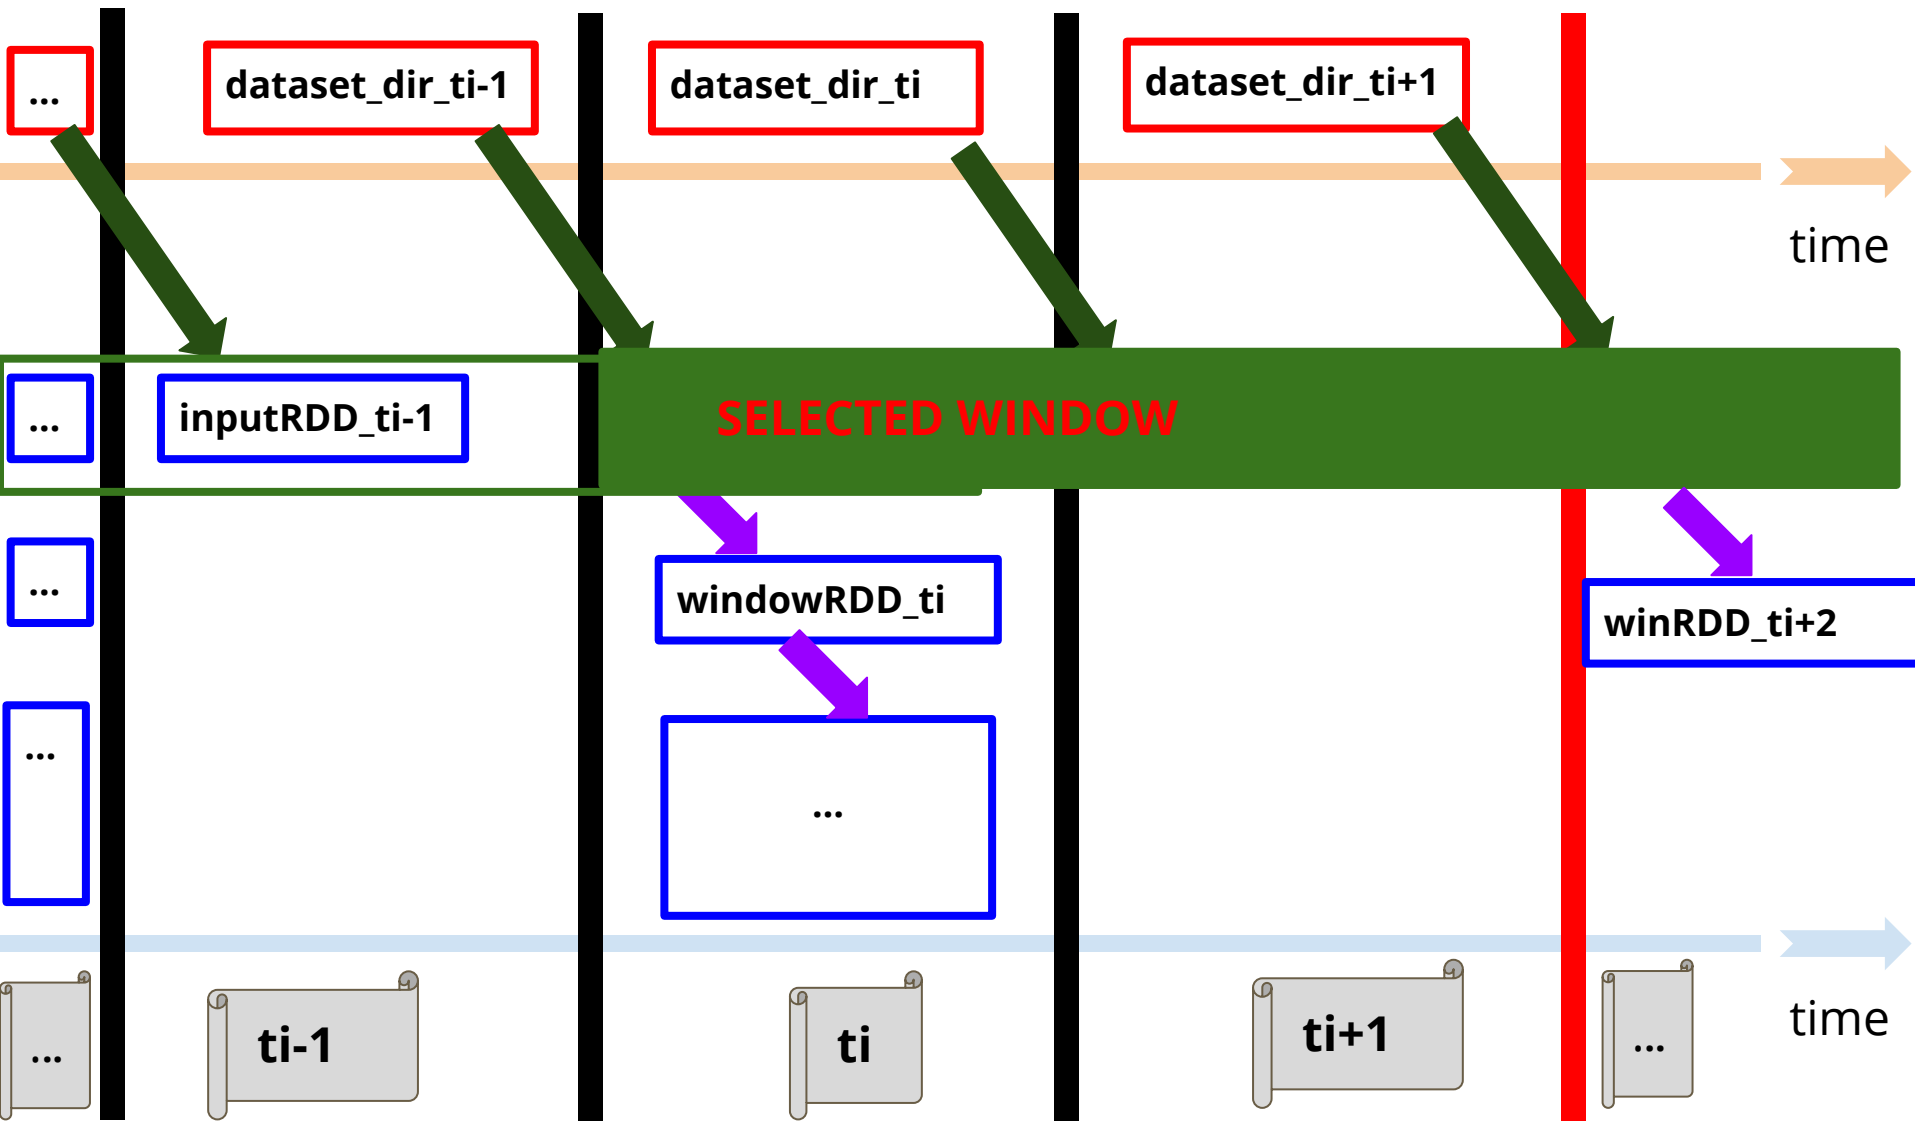 ...
dataset_dir_ti-1
dataset_dir_ti
dataset_dir_ti+1
time
...
inputRDD_ti-1
SELECTED WINDOW
...
windowRDD_ti
winRDD_ti+2
...
...
...
ti-1
ti
ti+1
...
time